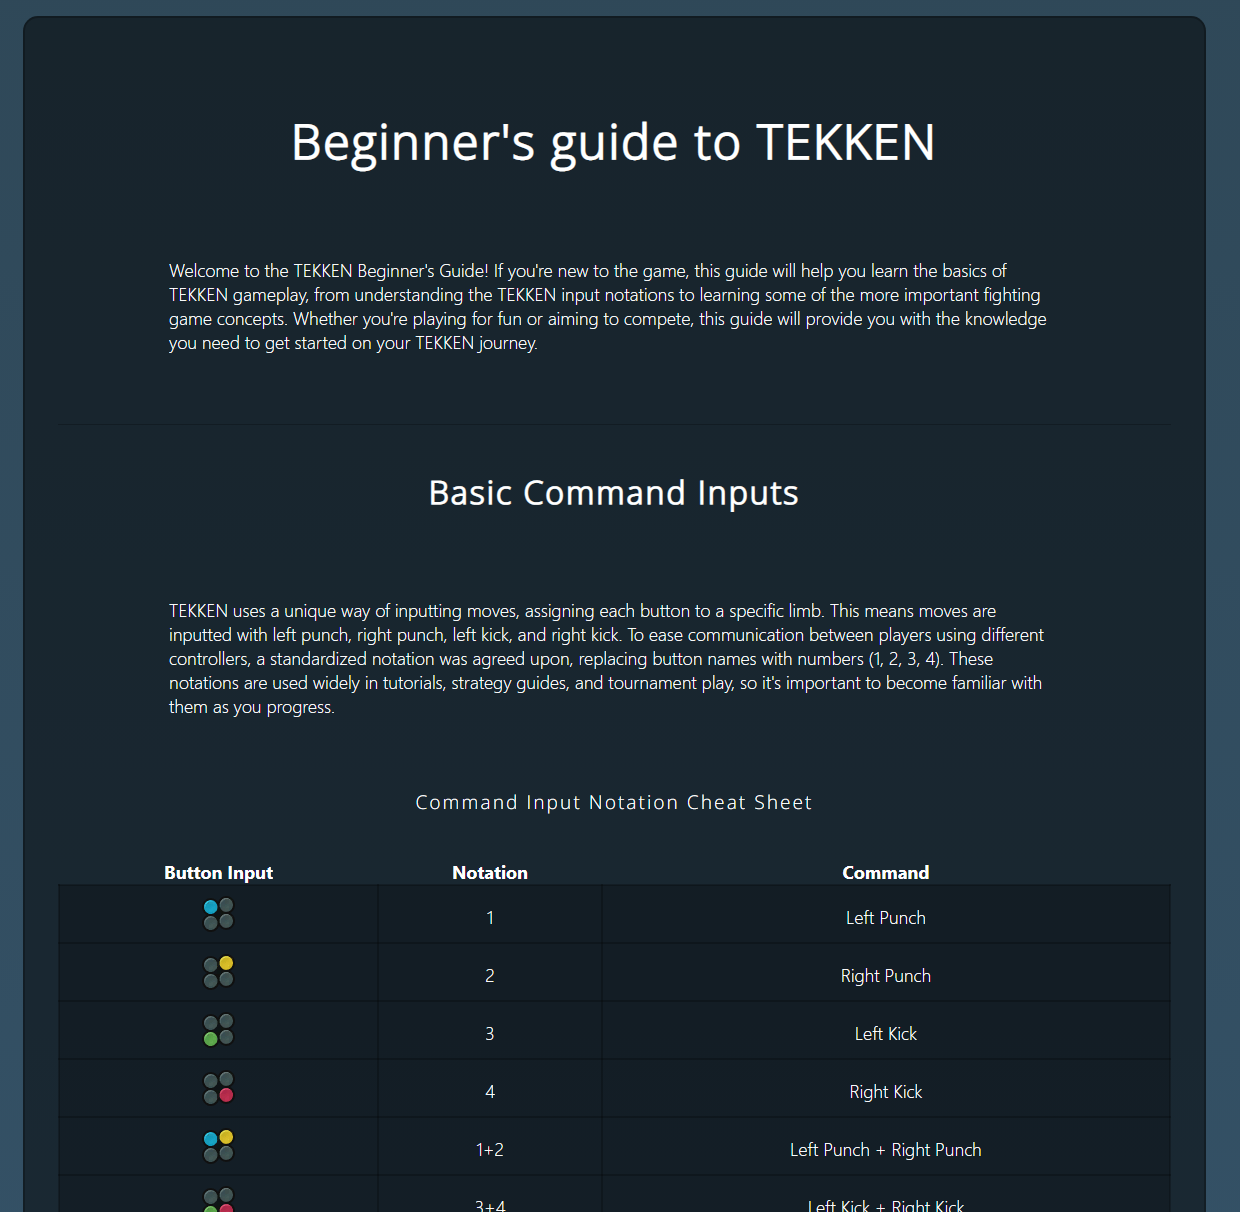 Beginner's guide to TEKKEN
Welcome to the TEKKEN Beginner's Guide! If you're new to the game, this guide will help you learn the basics of
TEKKEN gameplay, from understanding the TEKKEN input notations to learning some of the more important fighting
game concepts. Whether you're playing for fun or aiming to compete, this guide will provide you with the knowledge
you need to get started on your TEKKEN journey.
Basic Command Inputs
TEKKEN uses a unique way of inputting moves, assigning each button to a specific limb. This means moves are
inputted with left punch, right punch, left kick, and right kick. To ease communication between players using different
controllers, a standardized notation was agreed upon, replacing button names with numbers (1, 2, 3, 4). These
notations are used widely in tutorials, strategy guides, and tournament play, so it's important to become familiar with
them as you progress.
Command Input Notation Cheat Sheet
Button Input Notation Command
1 Left Punch
2 Right Punch
3 Left Kick
4 Right Kick
1+2 Left Punch + Right Punch
3+4 Left Kick + Right Kick